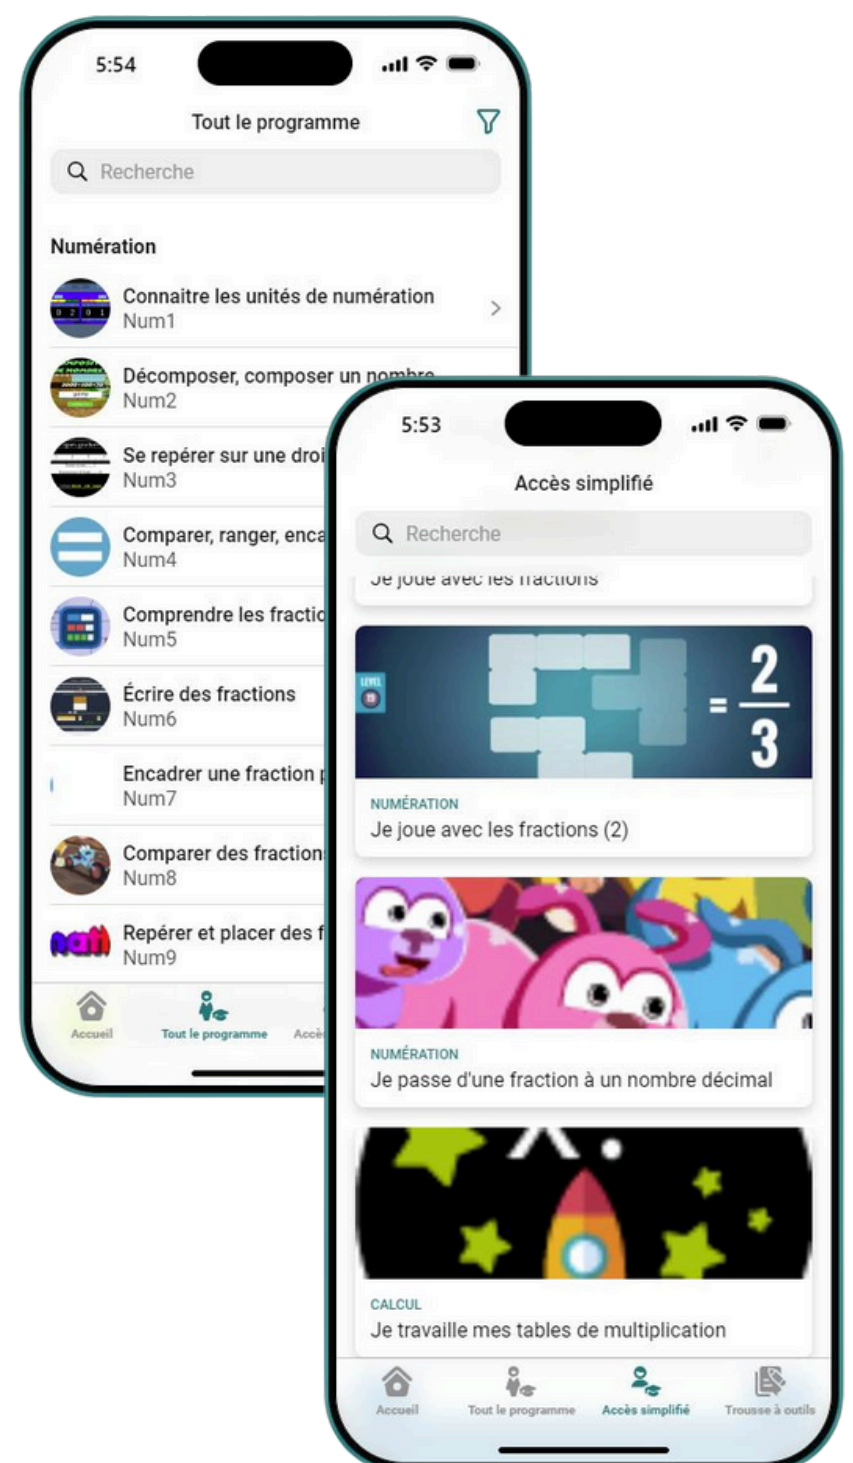 5:54
Tout le programme
Recherche
Numération
Connaitre les unités de numération
Num1
Décomposer, composer un nombre
Num2
Se repérer sur une droi
Num3
Comparer, ranger, enca
Num4
Comprendre les fractio
Num5
Écrire des fractions
Num6
Encadrer une fraction p
Num7
Comparer des fraction
Num8
Repérer et placer des f
Num9
Accueil
Tout le programme
Accè
5:53
Accès simplifié
Recherche
Je joue avec les fractions
LEVEL
19
= 2/3
NUMÉRATION
Je joue avec les fractions (2)
NUMÉRATION
Je passe d'une fraction à un nombre décimal
CALCUL
Je travaille mes tables de multiplication
Accueil
Tout le programme
Accès simplifié
Trousse à outils